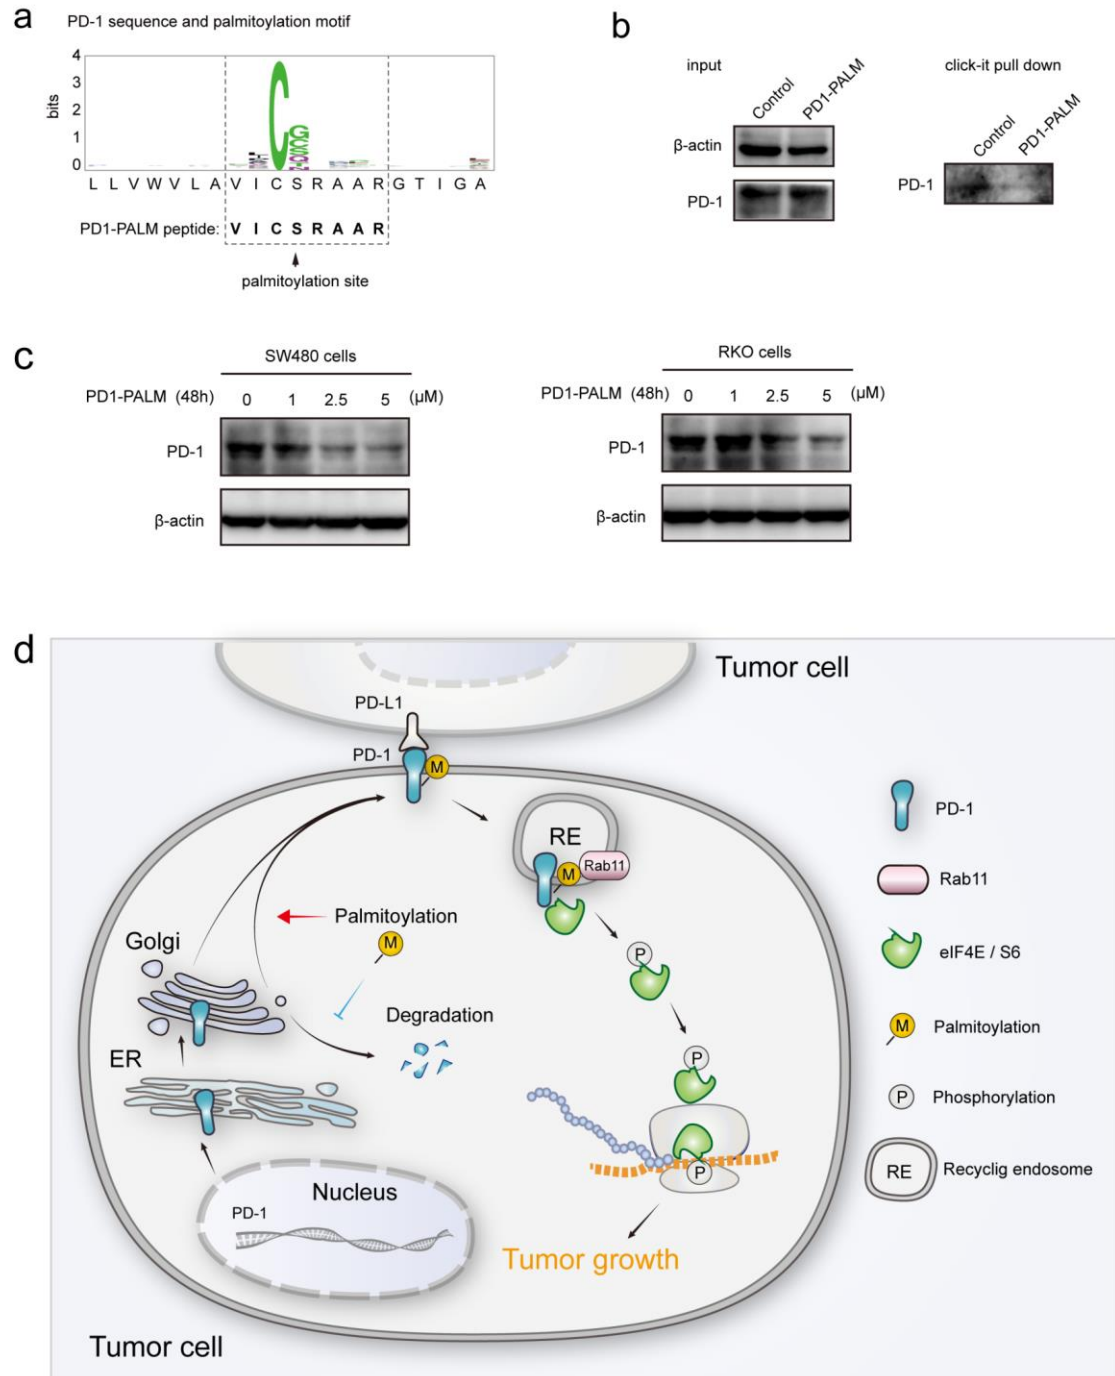 a
PD-1 sequence and palmitoylation motif
4
3
2
1
0
bits
C
L L V W V L A V I C S R A A R G T I G A
PD1-PALM peptide: V I C S R A A R
palmitoylation site
b
input
click-it pull down
Control
PD1-PALM
Control
PD1-PALM
β-actin
PD-1
PD-1
c
SW480 cells
PD1-PALM (48h) 0 1 2.5 5 (μM)
PD-1
β-actin
RKO cells
PD1-PALM (48h) 0 1 2.5 5 (μM)
PD-1
β-actin
d
Tumor cell
PD-L1
PD-1
M
RE
M
Rab11
Palmitoylation
M
Golgi
Degradation
ER
P
P
P
Nucleus
PD-1
Tumor growth
Tumor cell
PD-1
Rab11
eIF4E / S6
M Palmitoylation
P Phosphorylation
RE Recyclig endosome